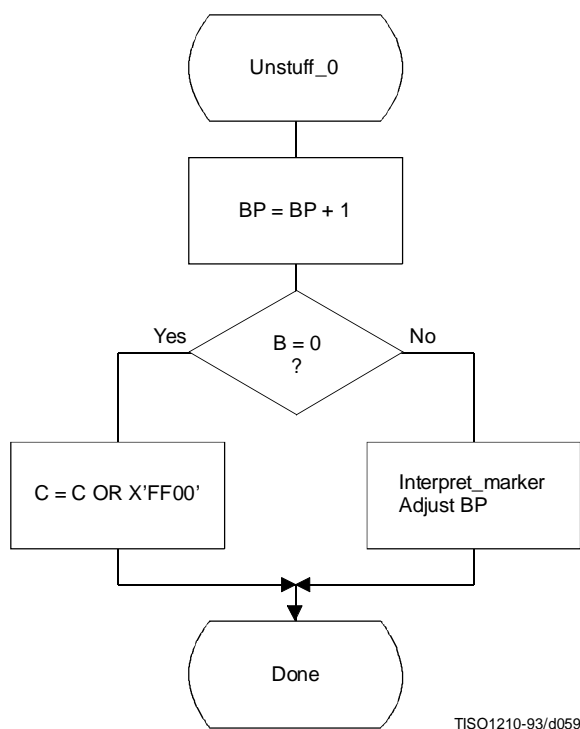 Unstuff_0
BP = BP + 1
Yes
B = 0
?
No
C = C OR X'FF00'
Interpret_marker
Adjust BP
Done
TISO1210-93/d059